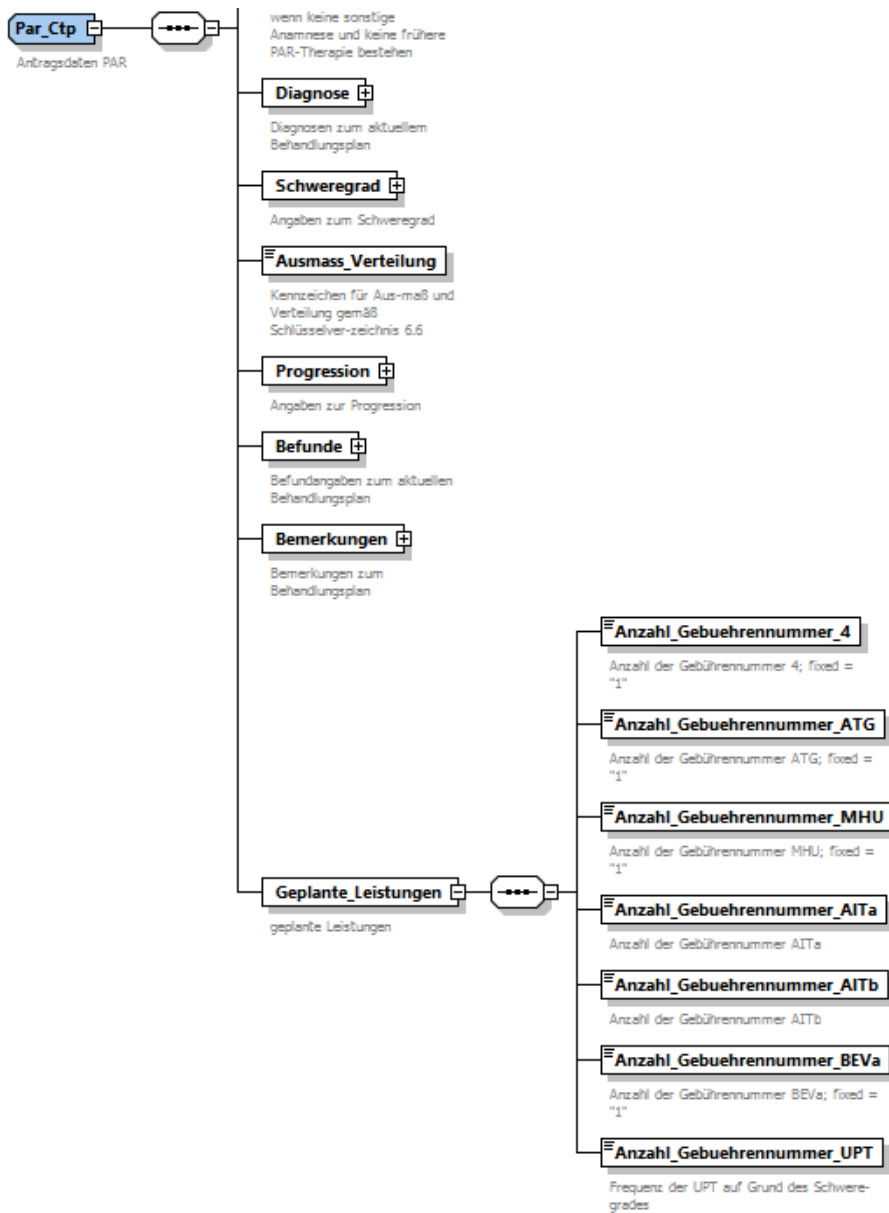 wenn keine sonstige
Anamnese und keine frühere
PAR-Therapie bestehen
Par_Ctp
Antragsdaten PAR
Diagnose
Diagnosen zum aktuellem
Behandlungsplan
Schweregrad
Angaben zum Schweregrad
Ausmass_Verteilung
Kennzeichen für Aus-maß und
Verteilung gemäß
Schlüsselver-zeichnis 6.6
Progression
Angaben zur Progression
Befunde
Befundangaben zum aktuellen
Behandlungsplan
Bemerkungen
Bemerkungen zum
Behandlungsplan
Geplante_Leistungen
geplante Leistungen
Anzahl_Gebuehrennummer_4
Anzahl der Gebührennummer 4; fixed =
"1"
Anzahl_Gebuehrennummer_ATG
Anzahl der Gebührennummer ATG; fixed =
"1"
Anzahl_Gebuehrennummer_MHU
Anzahl der Gebührennummer MHU; fixed =
"1"
Anzahl_Gebuehrennummer_AITa
Anzahl der Gebührennummer AITa
Anzahl_Gebuehrennummer_AITb
Anzahl der Gebührennummer AITb
Anzahl_Gebuehrennummer_BEVa
Anzahl der Gebührennummer BEVa; fixed =
"1"
Anzahl_Gebuehrennummer_UPT
Frequenz der UPT auf Grund des Schwere-
grades